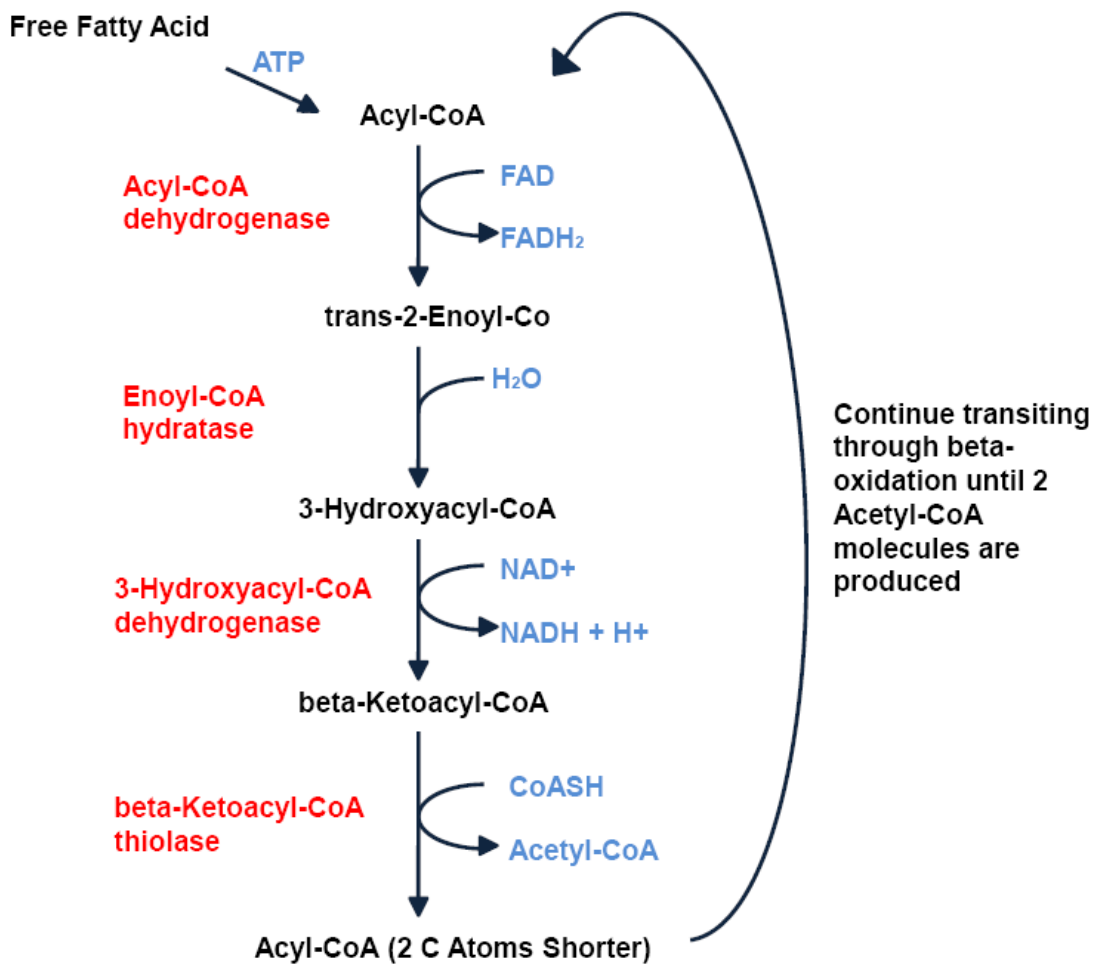 Free Fatty Acid
ATP
Acyl-CoA
Acyl-CoA
dehydrogenase
FAD
FADH₂
trans-2-Enoyl-Co
Enoyl-CoA
hydratase
H₂O
3-Hydroxyacyl-CoA
3-Hydroxyacyl-CoA
dehydrogenase
NAD+
NADH + H+
beta-Ketoacyl-CoA
beta-Ketoacyl-CoA
thiolase
CoASH
Acetyl-CoA
Acyl-CoA (2 C Atoms Shorter)
Continue transiting
through beta-
oxidation until 2
Acetyl-CoA
molecules are
produced